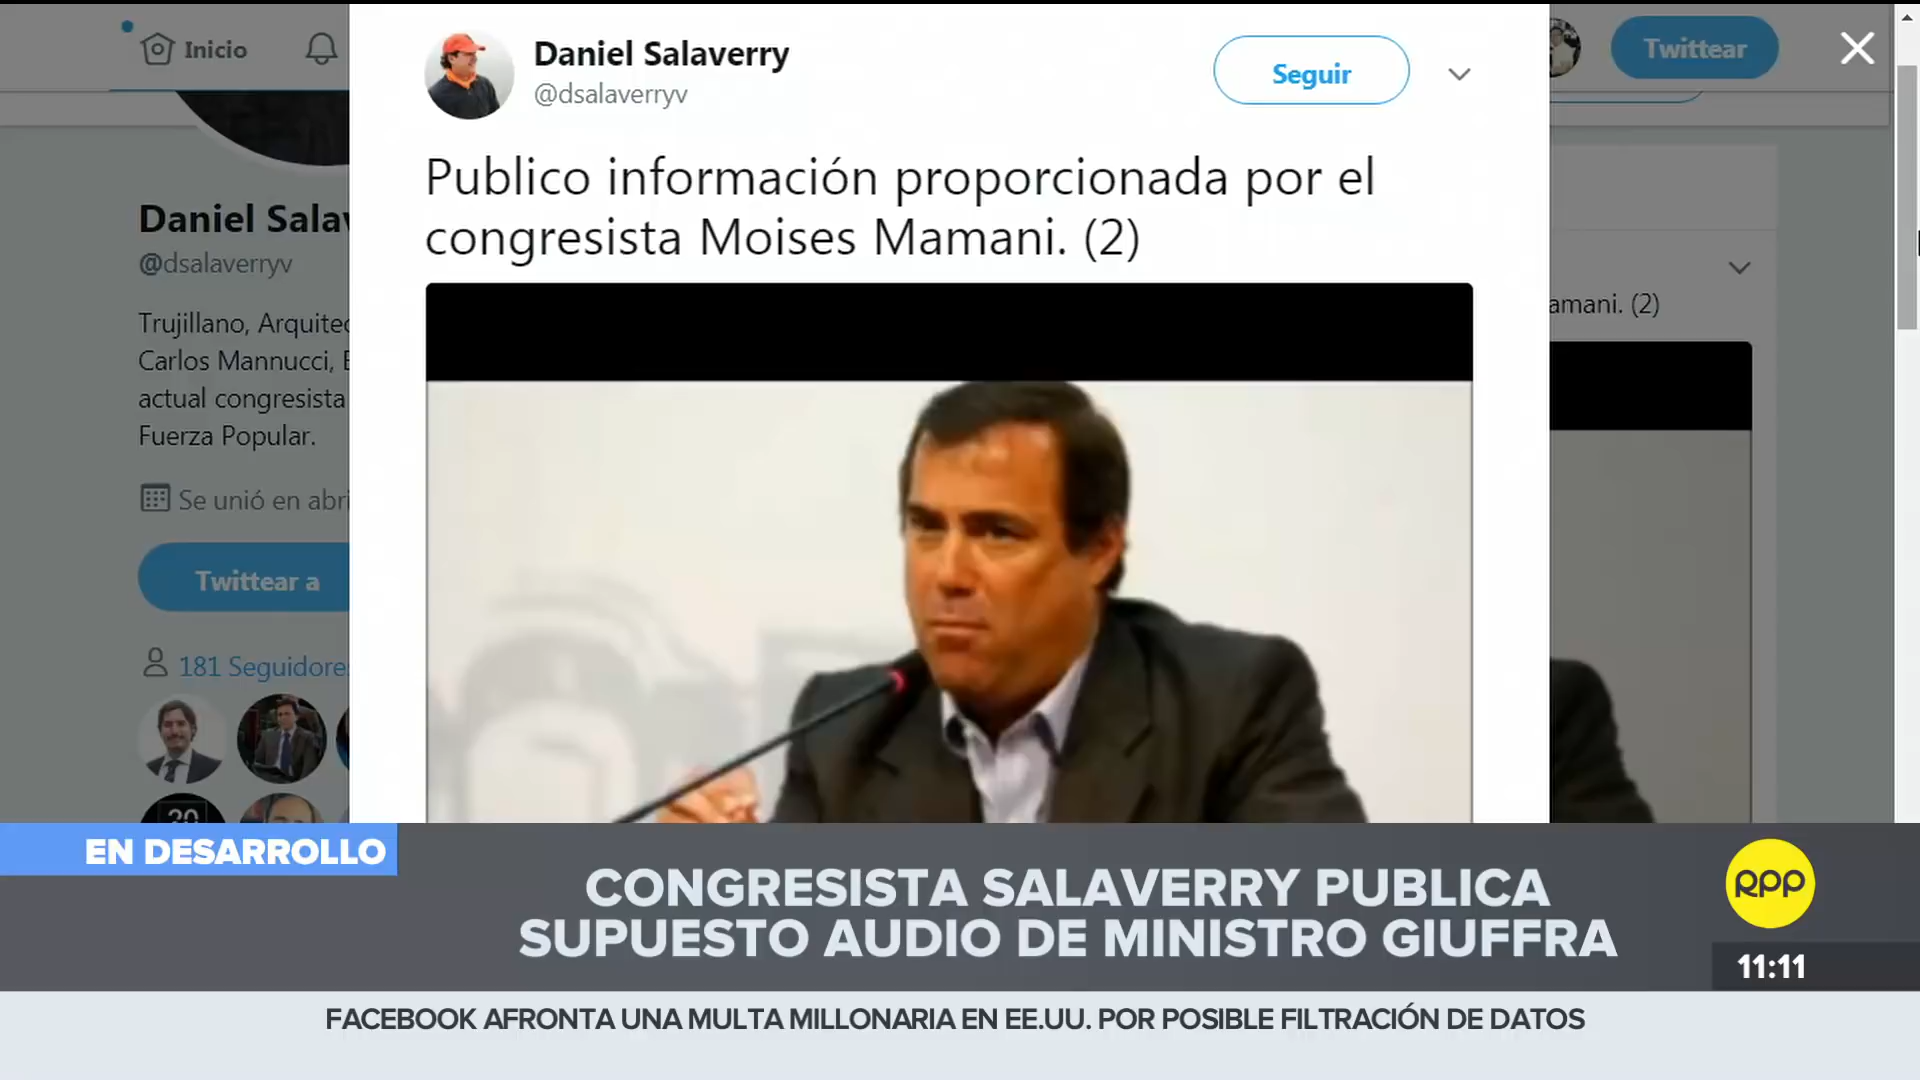 Inicio
Twittear
Daniel Salaverry
@dsalaverryv
Seguir
Publico información proporcionada por el
congresista Moises Mamani. (2)
Daniel Salav
@dsalaverryv
Trujillano, Arquitec
Carlos Mannucci, E
actual congresista
Fuerza Popular.
Se unió en abri
Twittear a
181 Seguidore
amani. (2)
EN DESARROLLO
CONGRESISTA SALAVERRY PUBLICA
SUPUESTO AUDIO DE MINISTRO GIUFFRA
rpp
11:11
FACEBOOK AFRONTA UNA MULTA MILLONARIA EN EE.UU. POR POSIBLE FILTRACIÓN DE DATOS